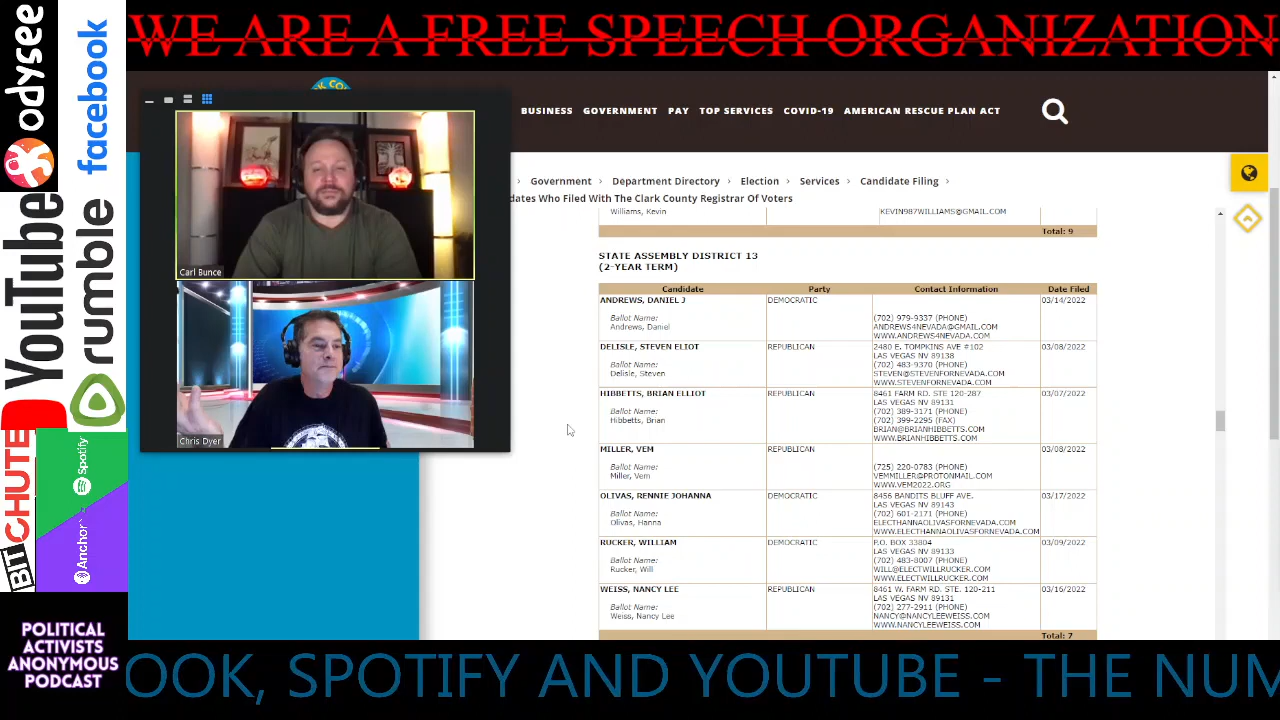 WE ARE A FREE SPEECH ORGANIZATION
odysee
facebook
YouTube
rumble
BITCHUTE
Spotify
Anchor
POLITICAL
ACTIVISTS
ANONYMOUS
PODCAST
BUSINESS GOVERNMENT PAY TOP SERVICES COVID-19 AMERICAN RESCUE PLAN ACT
Carl Bunce
Chris Dyer
› Government › Department Directory › Election › Services › Candidate Filing ›
dates Who Filed With The Clark County Registrar Of Voters
Williams, Kevin KEVIN987WILLIAMS@GMAIL.COM
Total: 9
STATE ASSEMBLY DISTRICT 13
(2-YEAR TERM)
Candidate Party Contact Information Date Filed
ANDREWS, DANIEL J DEMOCRATIC 03/14/2022
Ballot Name: (702) 979-9337 (PHONE)
Andrews, Daniel ANDREWS4NEVADA@GMAIL.COM
WWW.ANDREWS4NEVADA.COM
DELISLE, STEVEN ELIOT REPUBLICAN 2480 E. TOMPKINS AVE #102 03/08/2022
LAS VEGAS NV 89138
Ballot Name: (702) 483-9370 (PHONE)
Delisle, Steven STEVEN@STEVENFORNEVADA.COM
WWW.STEVENFORNEVADA.COM
HIBBETTS, BRIAN ELLIOT REPUBLICAN 8461 FARM RD. STE 120-287 03/07/2022
LAS VEGAS NV 89131
Ballot Name: (702) 389-3171 (PHONE)
Hibbetts, Brian (702) 399-2295 (FAX)
BRIAN@BRIANHIBBETTS.COM
WWW.BRIANHIBBETTS.COM
MILLER, VEM REPUBLICAN 03/08/2022
Ballot Name: (725) 220-0783 (PHONE)
Miller, Vem VEMMILLER@PROTONMAIL.COM
WWW.VEM2022.ORG
OLIVAS, RENNIE JOHANNA DEMOCRATIC 8456 BANDITS BLUFF AVE. 03/17/2022
LAS VEGAS NV 89143
Ballot Name: (702) 601-2171 (PHONE)
Olivas, Hanna ELECTHANNAOLIVASFORNEVADA.COM
WWW.ELECTHANNAOLIVASFORNEVADA.COM
RUCKER, WILLIAM DEMOCRATIC P.O. BOX 33804 03/09/2022
LAS VEGAS NV 89133
Ballot Name: (702) 483-8007 (PHONE)
Rucker, Will WILL@ELECTWILLRUCKER.COM
WWW.ELECTWILLRUCKER.COM
WEISS, NANCY LEE REPUBLICAN 8461 W. FARM RD. STE. 120-211 03/16/2022
LAS VEGAS NV 89131
Ballot Name: (702) 277-2911 (PHONE)
Weiss, Nancy Lee NANCY@NANCYLEEWEISS.COM
WWW.NANCYLEEWEISS.COM
Total: 7
OOK, SPOTIFY AND YOUTUBE - THE NUM